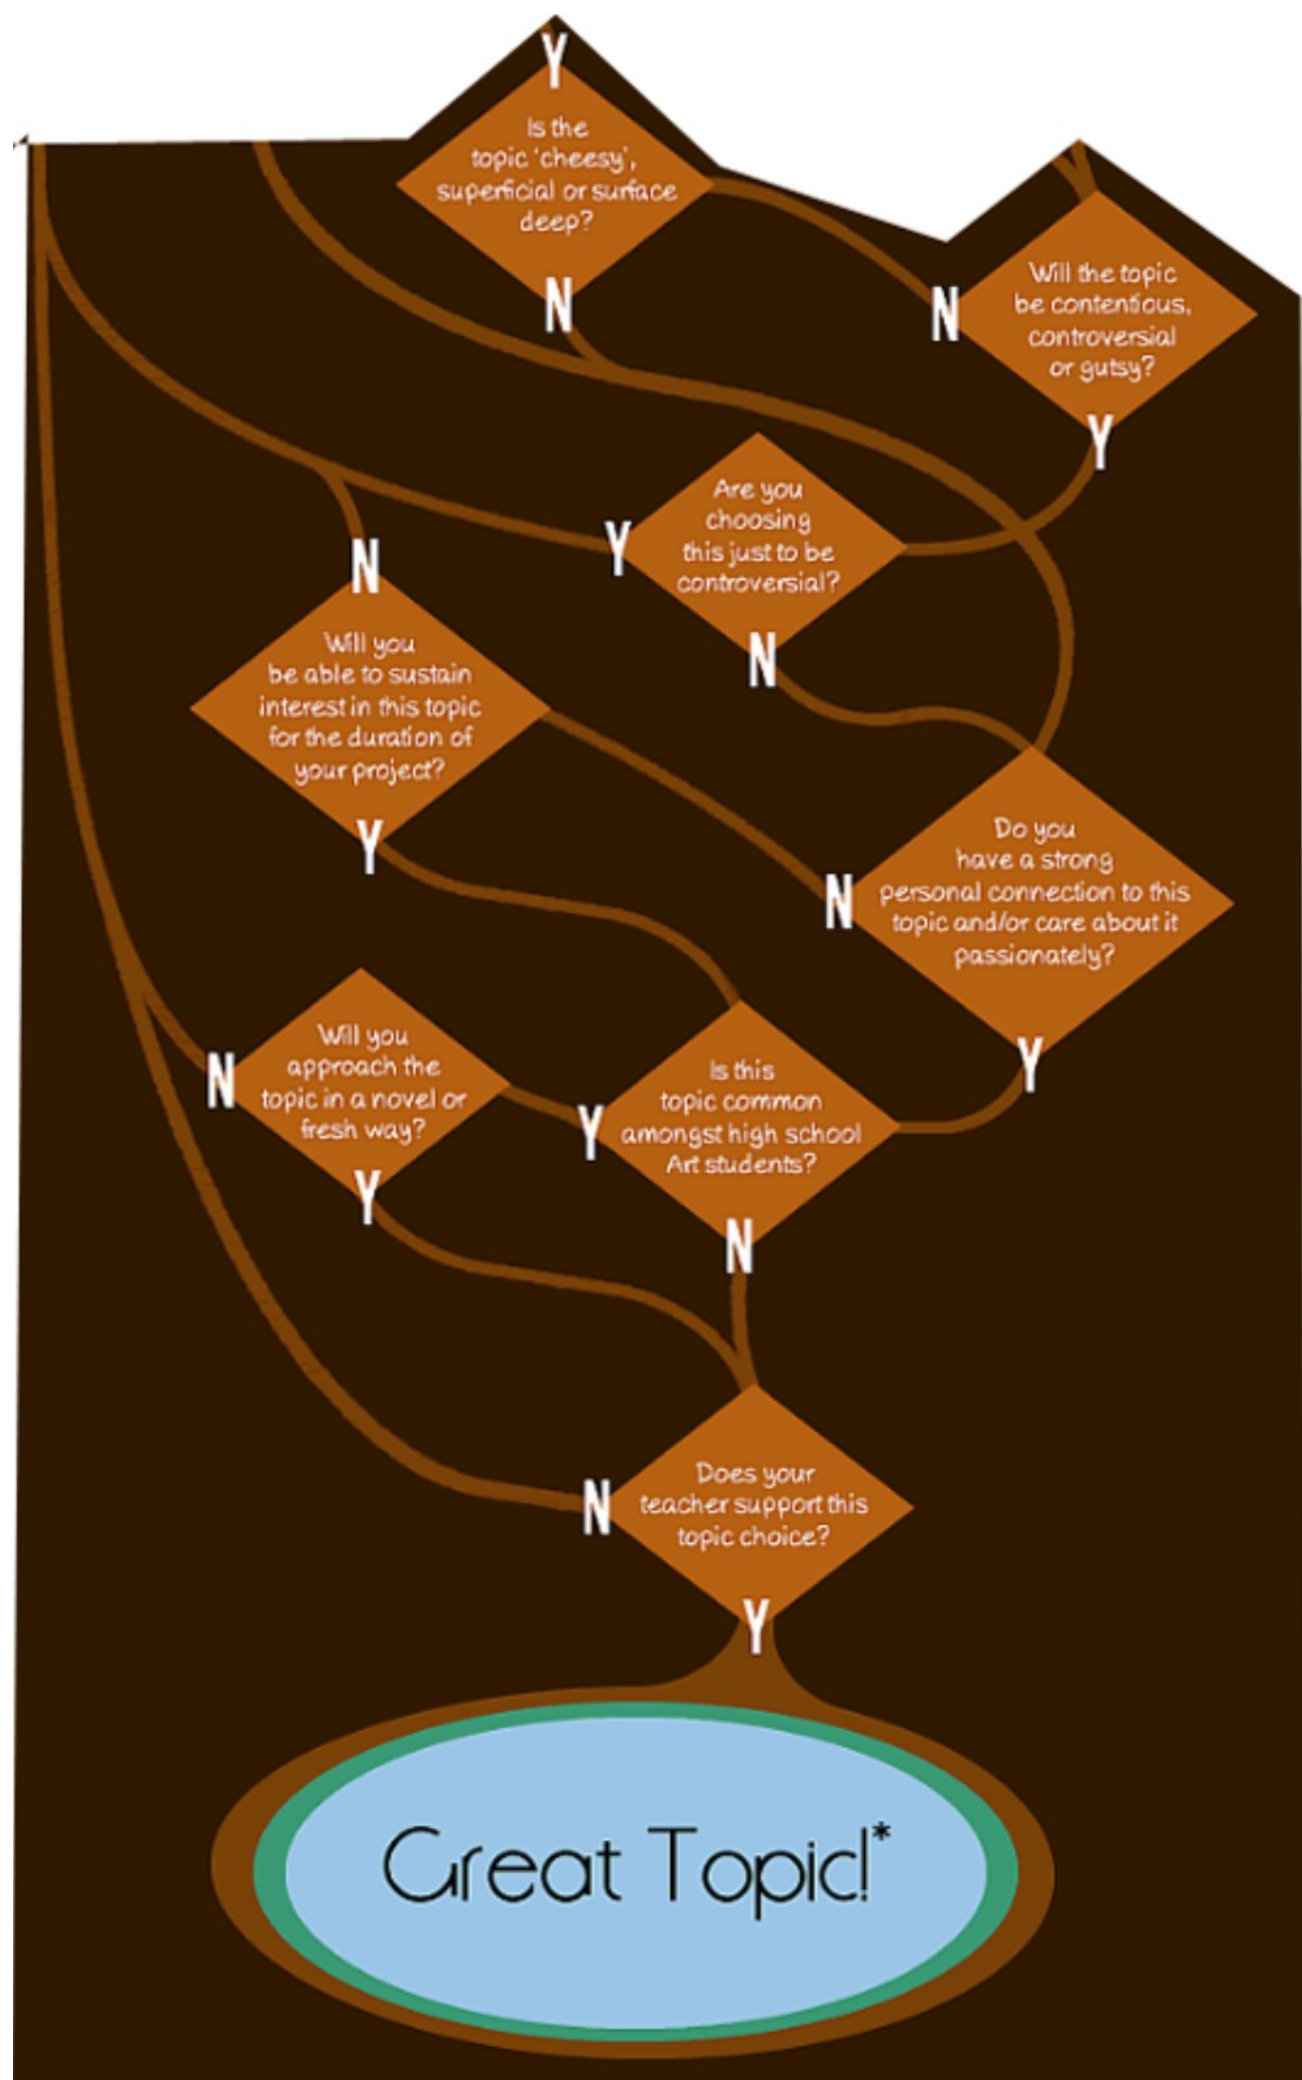 Y
Is the
topic 'cheesy',
superficial or surface
deep?
N
N
Will the topic
be contentious,
controversial
or gutsy?
Y
Y
Are you
choosing
this just to be
controversial?
N
N
Will you
be able to sustain
interest in this topic
for the duration of
your project?
Y
N
Do you
have a strong
personal connection to this
topic and/or care about it
passionately?
Y
N
Will you
approach the
topic in a novel or
fresh way?
Y
Y
Is this
topic common
amongst high school
Art students?
N
N
Does your
teacher support this
topic choice?
Y
Great Topic!*